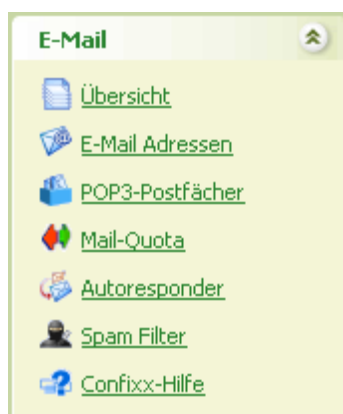 E-Mail
Übersicht
E-Mail Adressen
POP3-Postfächer
Mail-Quota
Autoresponder
Spam Filter
Confixx-Hilfe